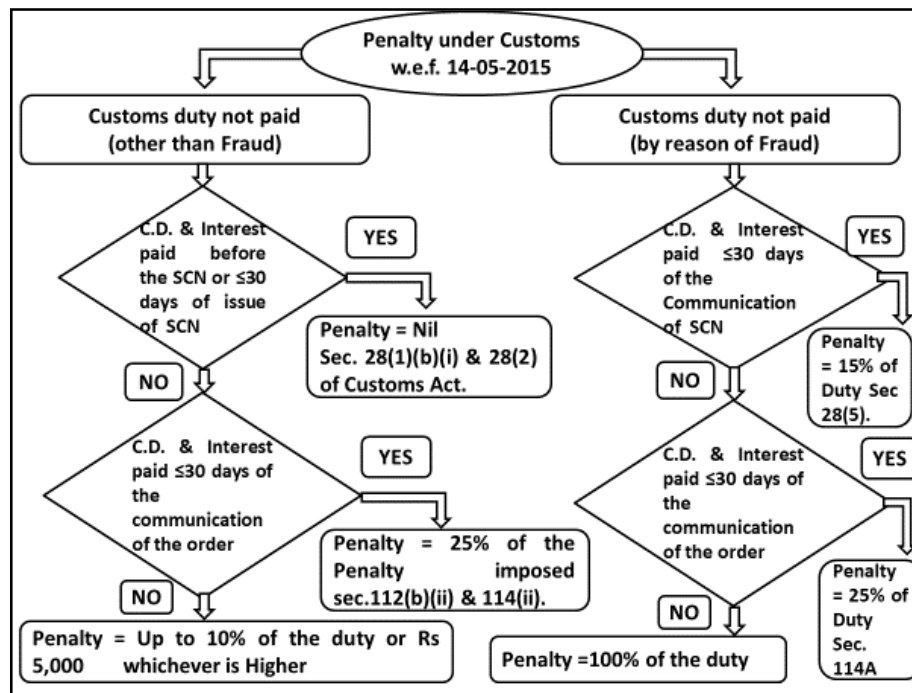 Penalty under Customs
w.e.f. 14-05-2015
Customs duty not paid
(other than Fraud)
Customs duty not paid
(by reason of Fraud)
C.D. & Interest
paid before
the SCN or ≤30
days of issue
of SCN
YES
C.D. & Interest
paid ≤30 days
of the
Communication
of SCN
YES
Penalty = Nil
Sec. 28(1)(b)(i) & 28(2)
of Customs Act.
Penalty
= 15% of
Duty Sec
28(5).
NO
NO
C.D. & Interest
paid ≤30 days of
the
communication
of the order
YES
C.D. & Interest
paid ≤30 days of
the
communication
of the order
YES
Penalty = 25% of the
Penalty imposed
sec.112(b)(ii) & 114(ii).
Penalty
= 25% of
Duty
Sec.
114A
NO
NO
Penalty = Up to 10% of the duty or Rs
5,000 whichever is Higher
Penalty =100% of the duty